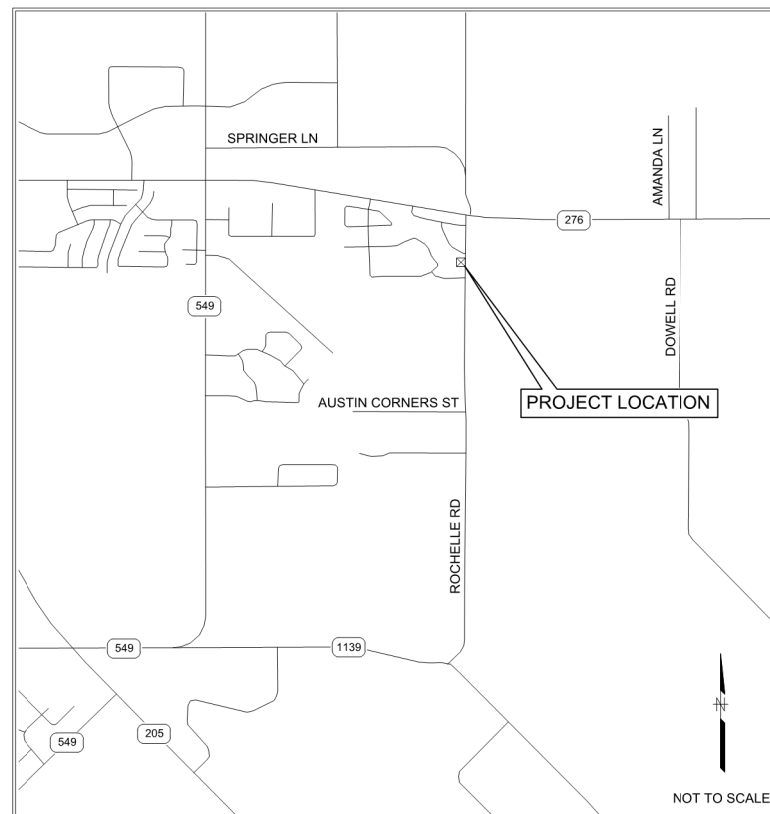 SPRINGER LN
AMANDA LN
276
549
DOWELL RD
AUSTIN CORNERS ST
PROJECT LOCATION
ROCHELLE RD
549
1139
549
205
N
NOT TO SCALE